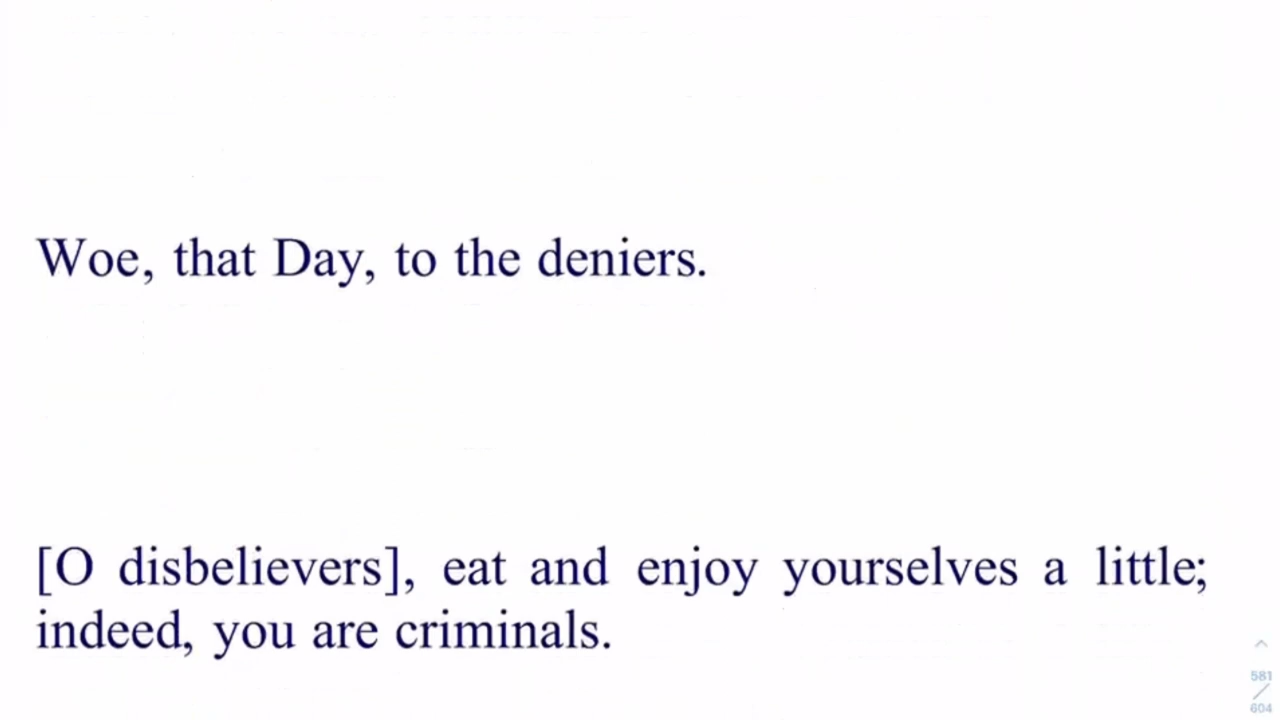 Woe, that Day, to the deniers.
[O disbelievers], eat and enjoy yourselves a little;
indeed, you are criminals.
581
604